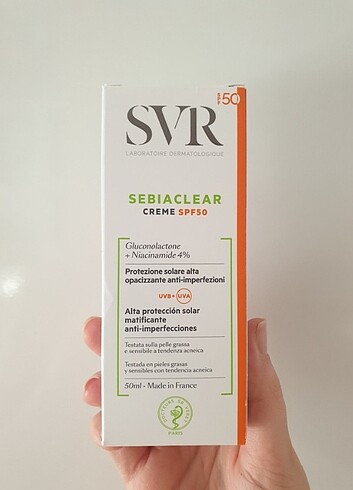 SPF 50
SVR
LABORATOIRE DERMATOLOGIQUE
SEBIACLEAR
CREME SPF50
Gluconolactone
+ Niacinamide 4%
Protezione solare alta
opacizzante anti-imperfezioni
UVB + UVA
Alta protección solar
matificante
anti-imperfecciones
Testata sulla pelle grassa
e sensibile a tendenza acneica
Testada en pieles grasas
y sensibles con tendencia acneica
50ml - Made in France
PARIS